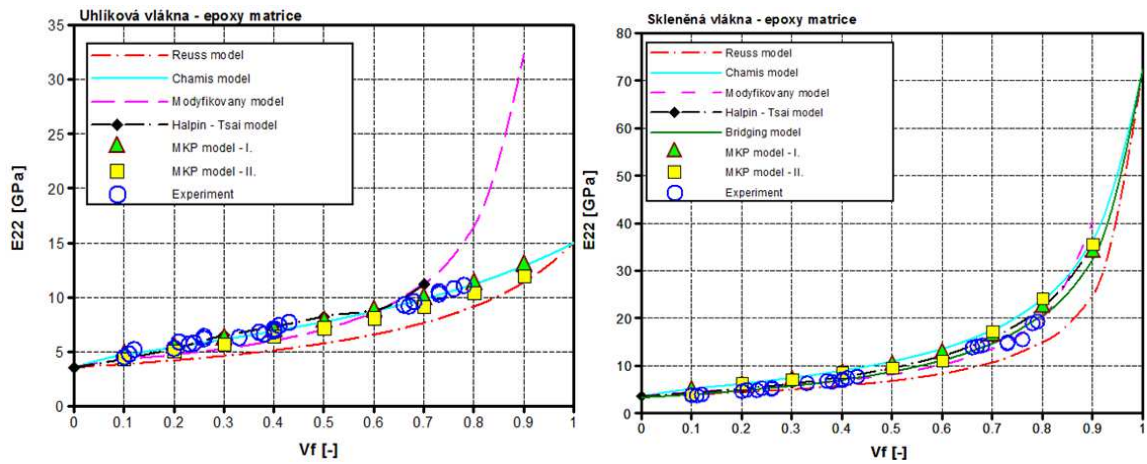 Uhlíková vlákna - epoxy matrice
Reuss model
Chamis model
Modyfikovany model
Halpin - Tsai model
MKP model - I.
MKP model - II.
Experiment
E22 [GPa]
35
30
25
20
15
10
5
0
0 0.1 0.2 0.3 0.4 0.5 0.6 0.7 0.8 0.9 1
Vf [-]
Skleněná vlákna - epoxy matrice
Reuss model
Chamis model
Modyfikovany model
Halpin - Tsai model
Bridging model
MKP model - I.
MKP model - II.
Experiment
E22 [GPa]
80
70
60
50
40
30
20
10
0
0 0.1 0.2 0.3 0.4 0.5 0.6 0.7 0.8 0.9 1
Vf [-]